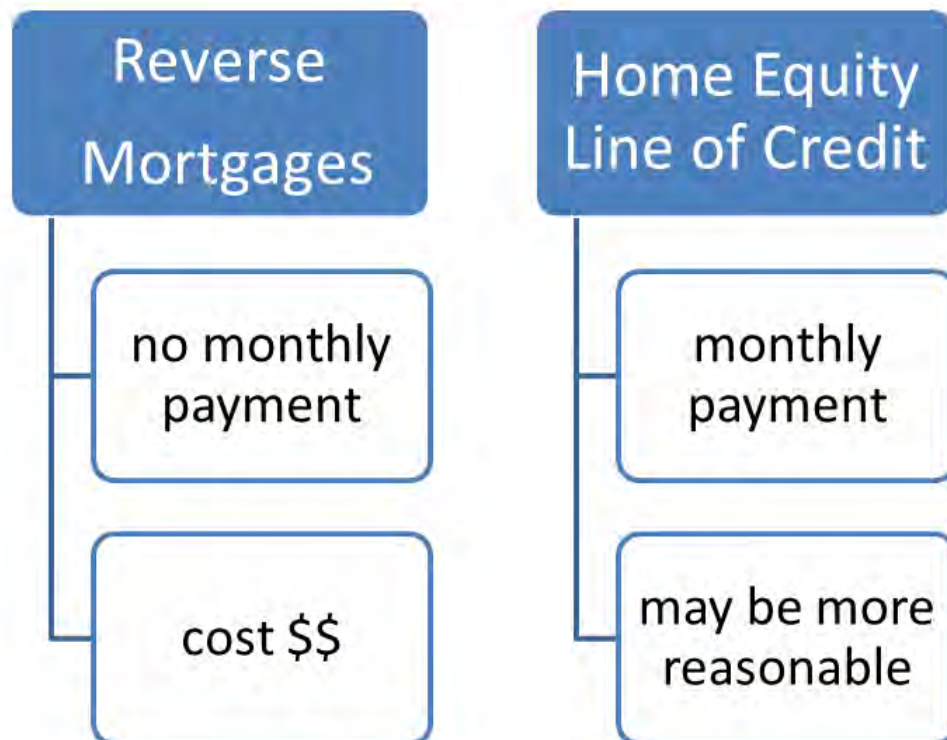 Reverse
Mortgages
no monthly
payment
cost $$
Home Equity
Line of Credit
monthly
payment
may be more
reasonable